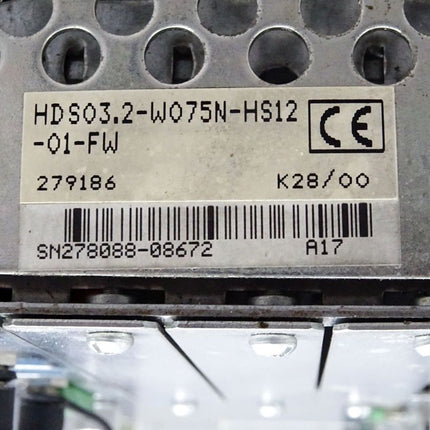 HDS03.2-W075N-HS12
-01-FW
CE
279186 K28/00
SN278088-08672 A17